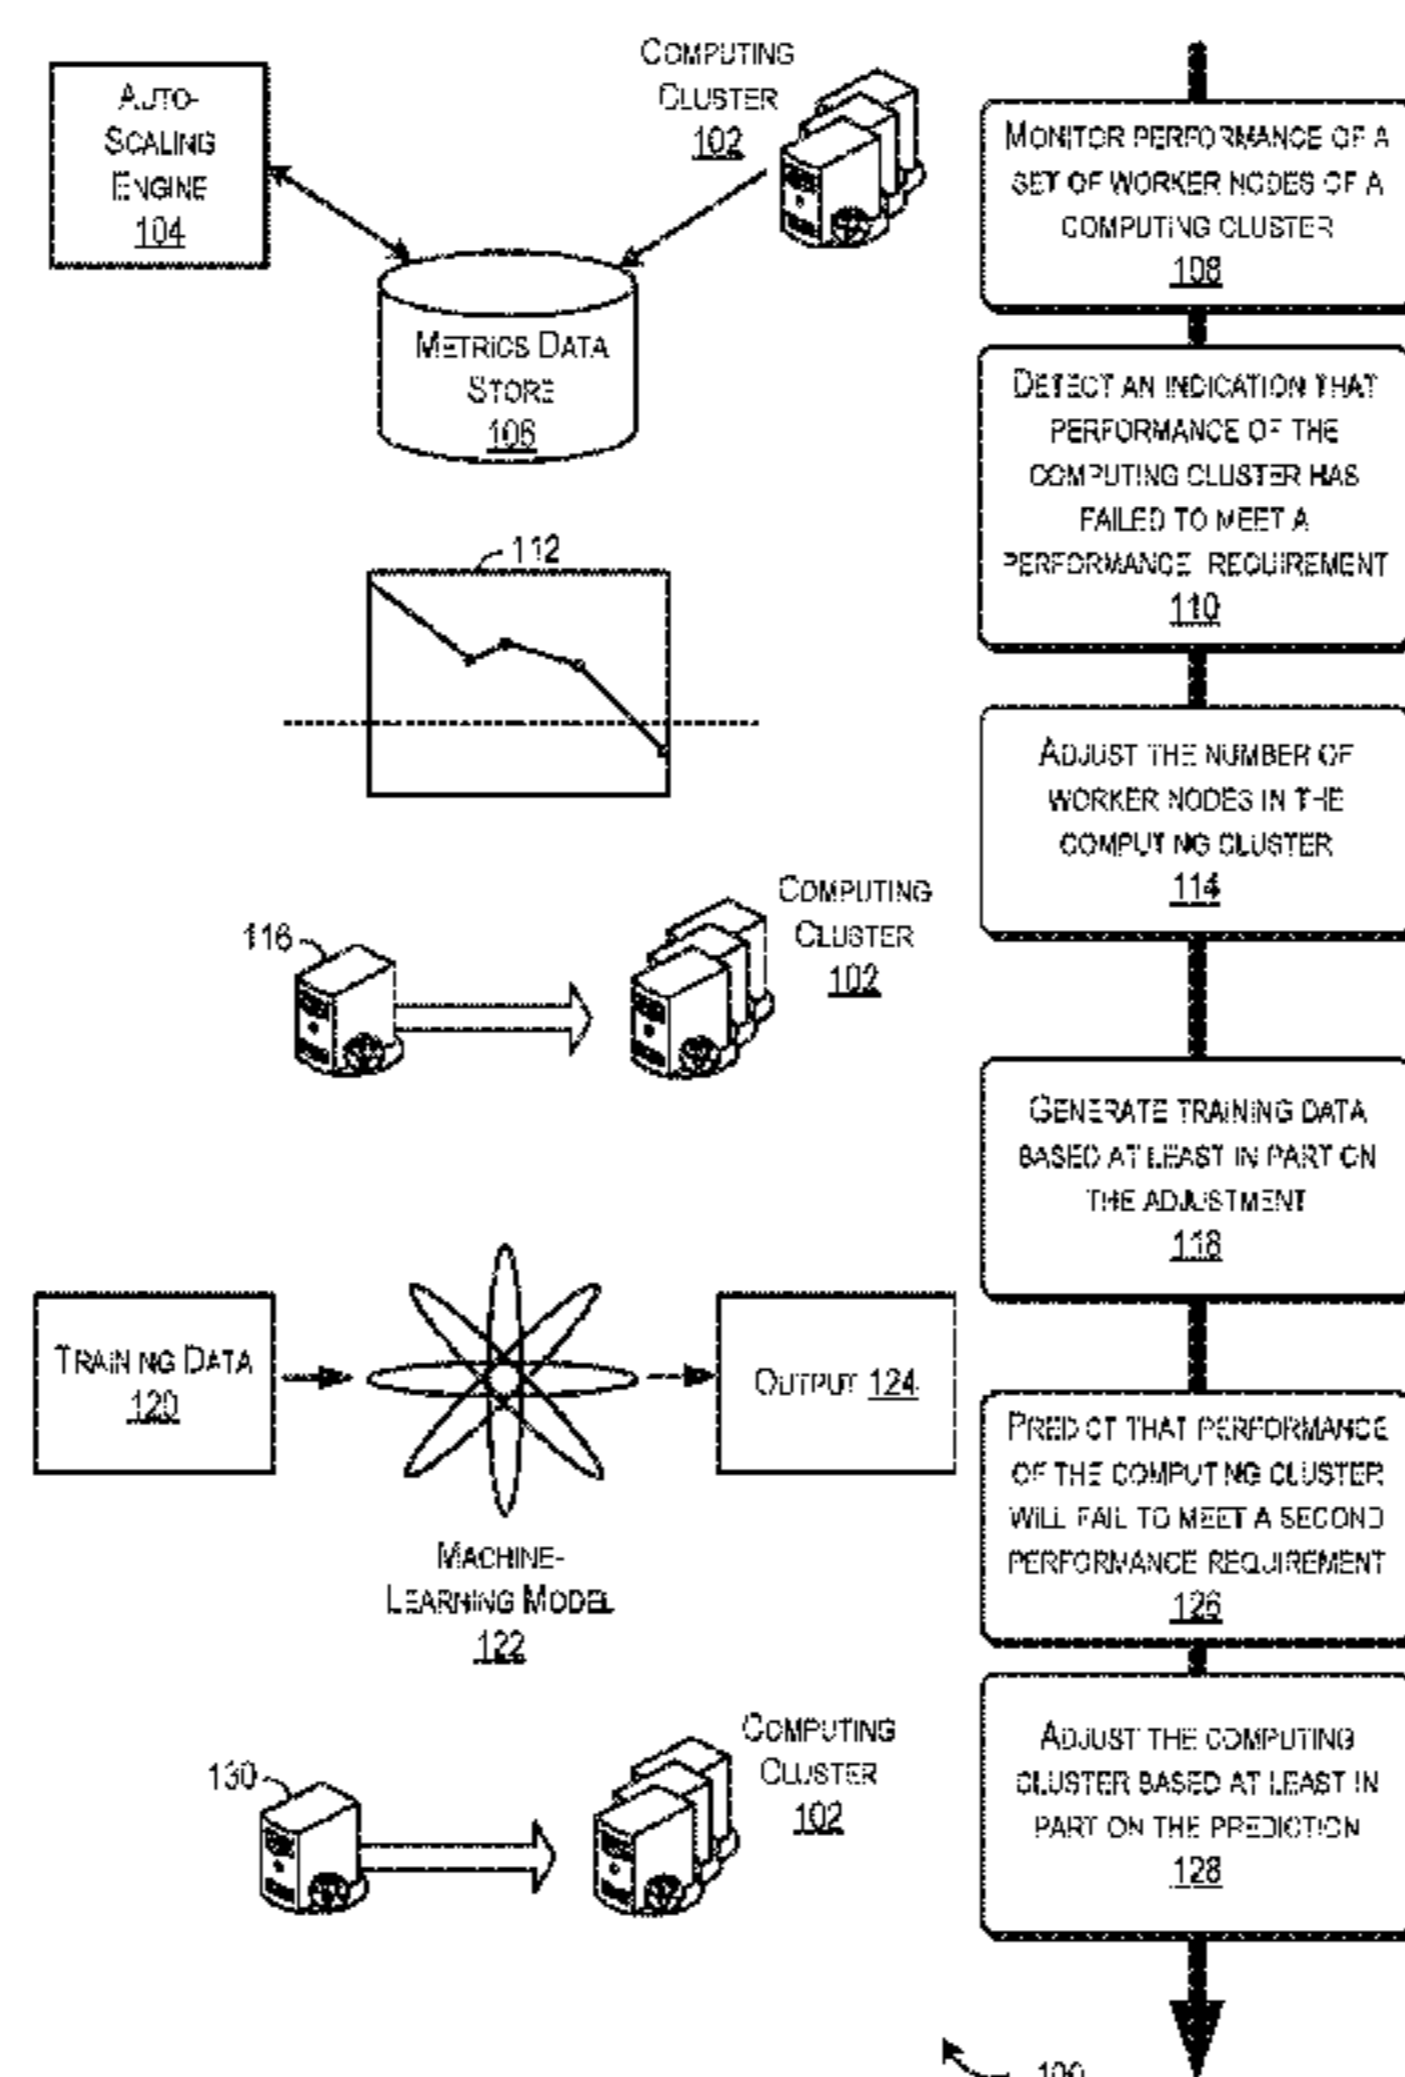 AUTO-
SCALING
ENGINE
104
COMPUTING
CLUSTER
102
METRICS DATA
STORE
106
112
116
COMPUTING
CLUSTER
102
TRAINING DATA
120
MACHINE-
LEARNING MODEL
122
OUTPUT 124
130
COMPUTING
CLUSTER
102
MONITOR PERFORMANCE OF A
SET OF WORKER NODES OF A
COMPUTING CLUSTER
108
DETECT AN INDICATION THAT
PERFORMANCE OF THE
COMPUTING CLUSTER HAS
FAILED TO MEET A
PERFORMANCE REQUIREMENT
110
ADJUST THE NUMBER OF
WORKER NODES IN THE
COMPUTING CLUSTER
114
GENERATE TRAINING DATA
BASED AT LEAST IN PART ON
THE ADJUSTMENT
118
PREDICT THAT PERFORMANCE
OF THE COMPUTING CLUSTER
WILL FAIL TO MEET A SECOND
PERFORMANCE REQUIREMENT
126
ADJUST THE COMPUTING
CLUSTER BASED AT LEAST IN
PART ON THE PREDICTION
128
100